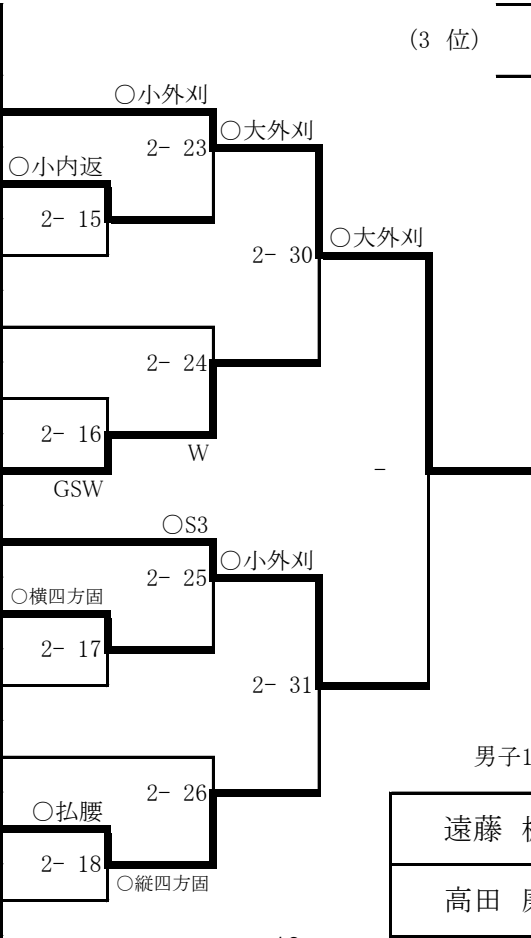 (3 位)
○小外刈
○大外刈
2- 23
○小内返
2- 15
○大外刈
2- 30
2- 24
2- 16
W
-
GSW
○S3
○小外刈
2- 25
○横四方固
2- 17
2- 31
男子1
2- 26
○払腰
遠藤
2- 18
○縦四方固
高田